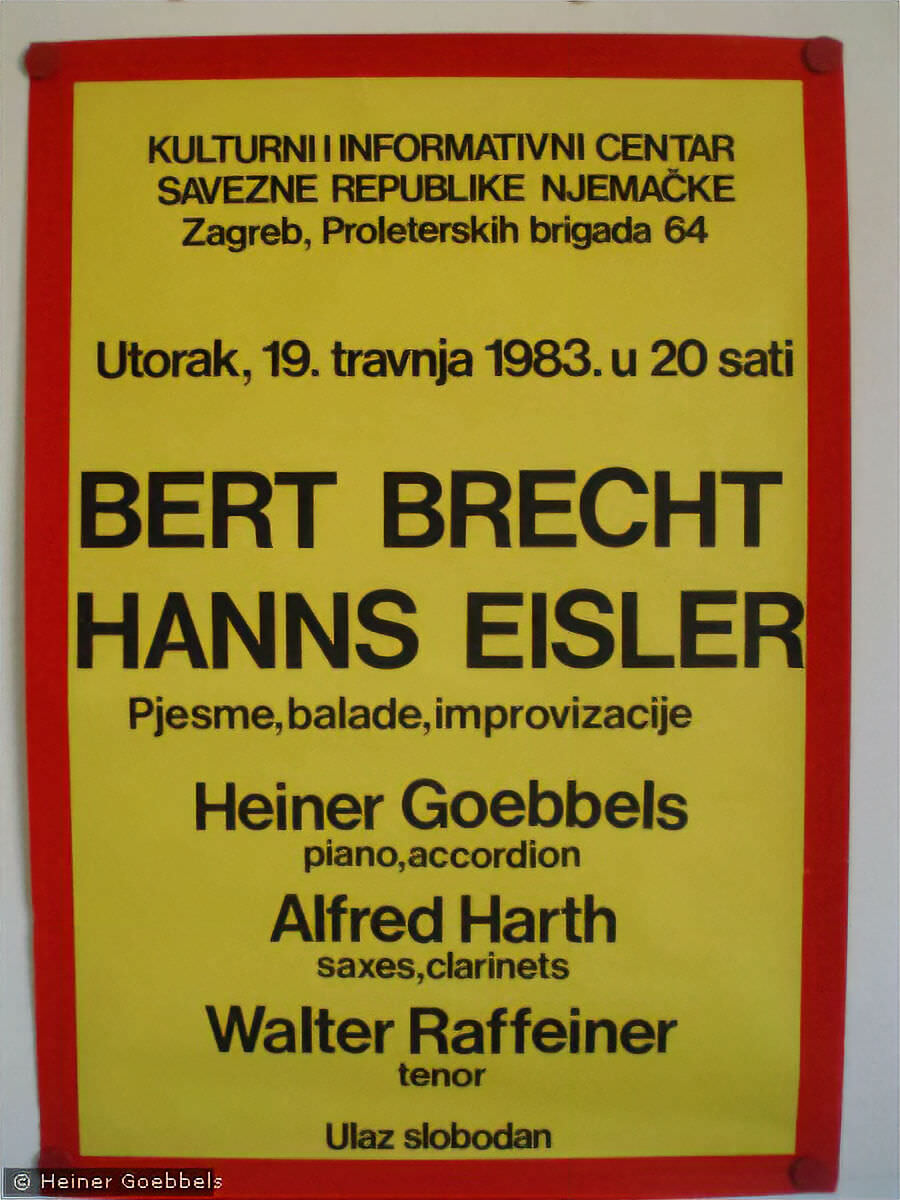 KULTURNI I INFORMATIVNI CENTAR
SAVEZNE REPUBLIKE NJEMAČKE
Zagreb, Proleterskih brigada 64
Utorak, 19. travnja 1983. u 20 sati
BERT BRECHT
HANNS EISLER
Pjesme, balade, improvizacije
Heiner Goebbels
piano, accordion
Alfred Harth
saxes, clarinets
Walter Raffeiner
tenor
Ulaz slobodan
© Heiner Goebbels